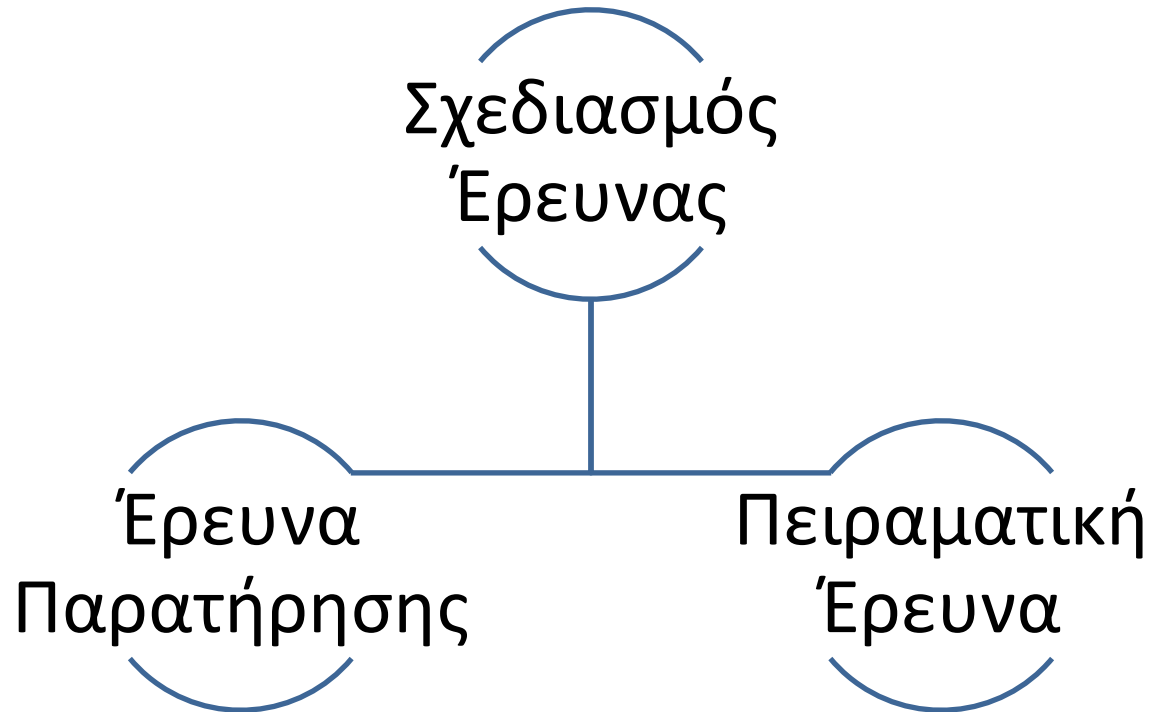 Σχεδιασμός
Έρευνας
Έρευνα
Παρατήρησης
Πειραματική
Έρευνα